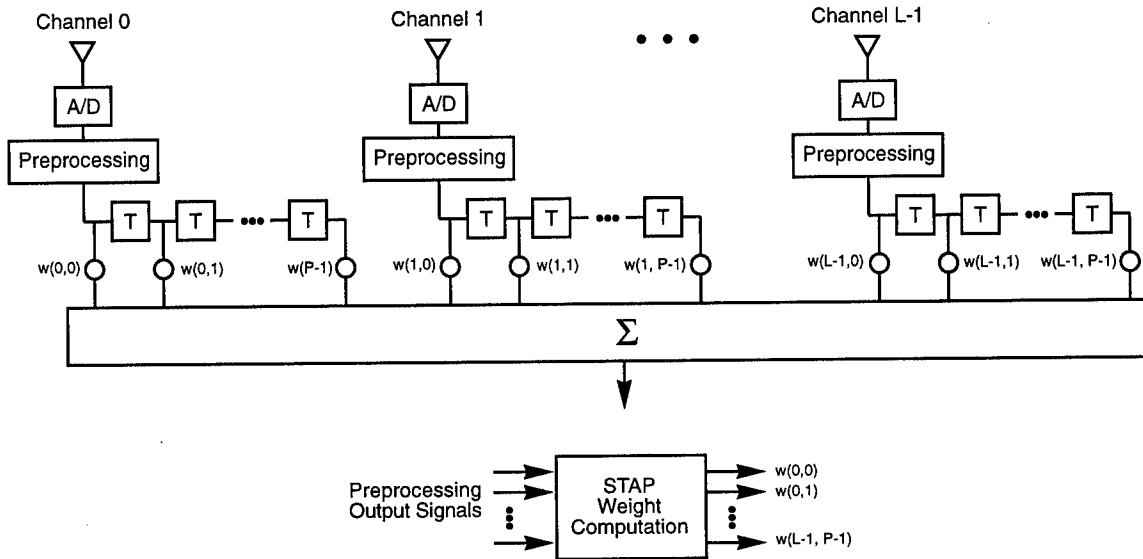 Channel 0
Channel 1
Channel L-1
A/D
A/D
A/D
Preprocessing
Preprocessing
Preprocessing
T
T
T
T
T
T
T
T
T
w(0,0)
w(0,1)
w(P-1)
w(1,0)
w(1,1)
w(1, P-1)
w(L-1,0)
w(L-1,1)
w(L-1, P-1)
Σ
Preprocessing
Output Signals
STAP
Weight
Computation
w(0,0)
w(0,1)
w(L-1, P-1)